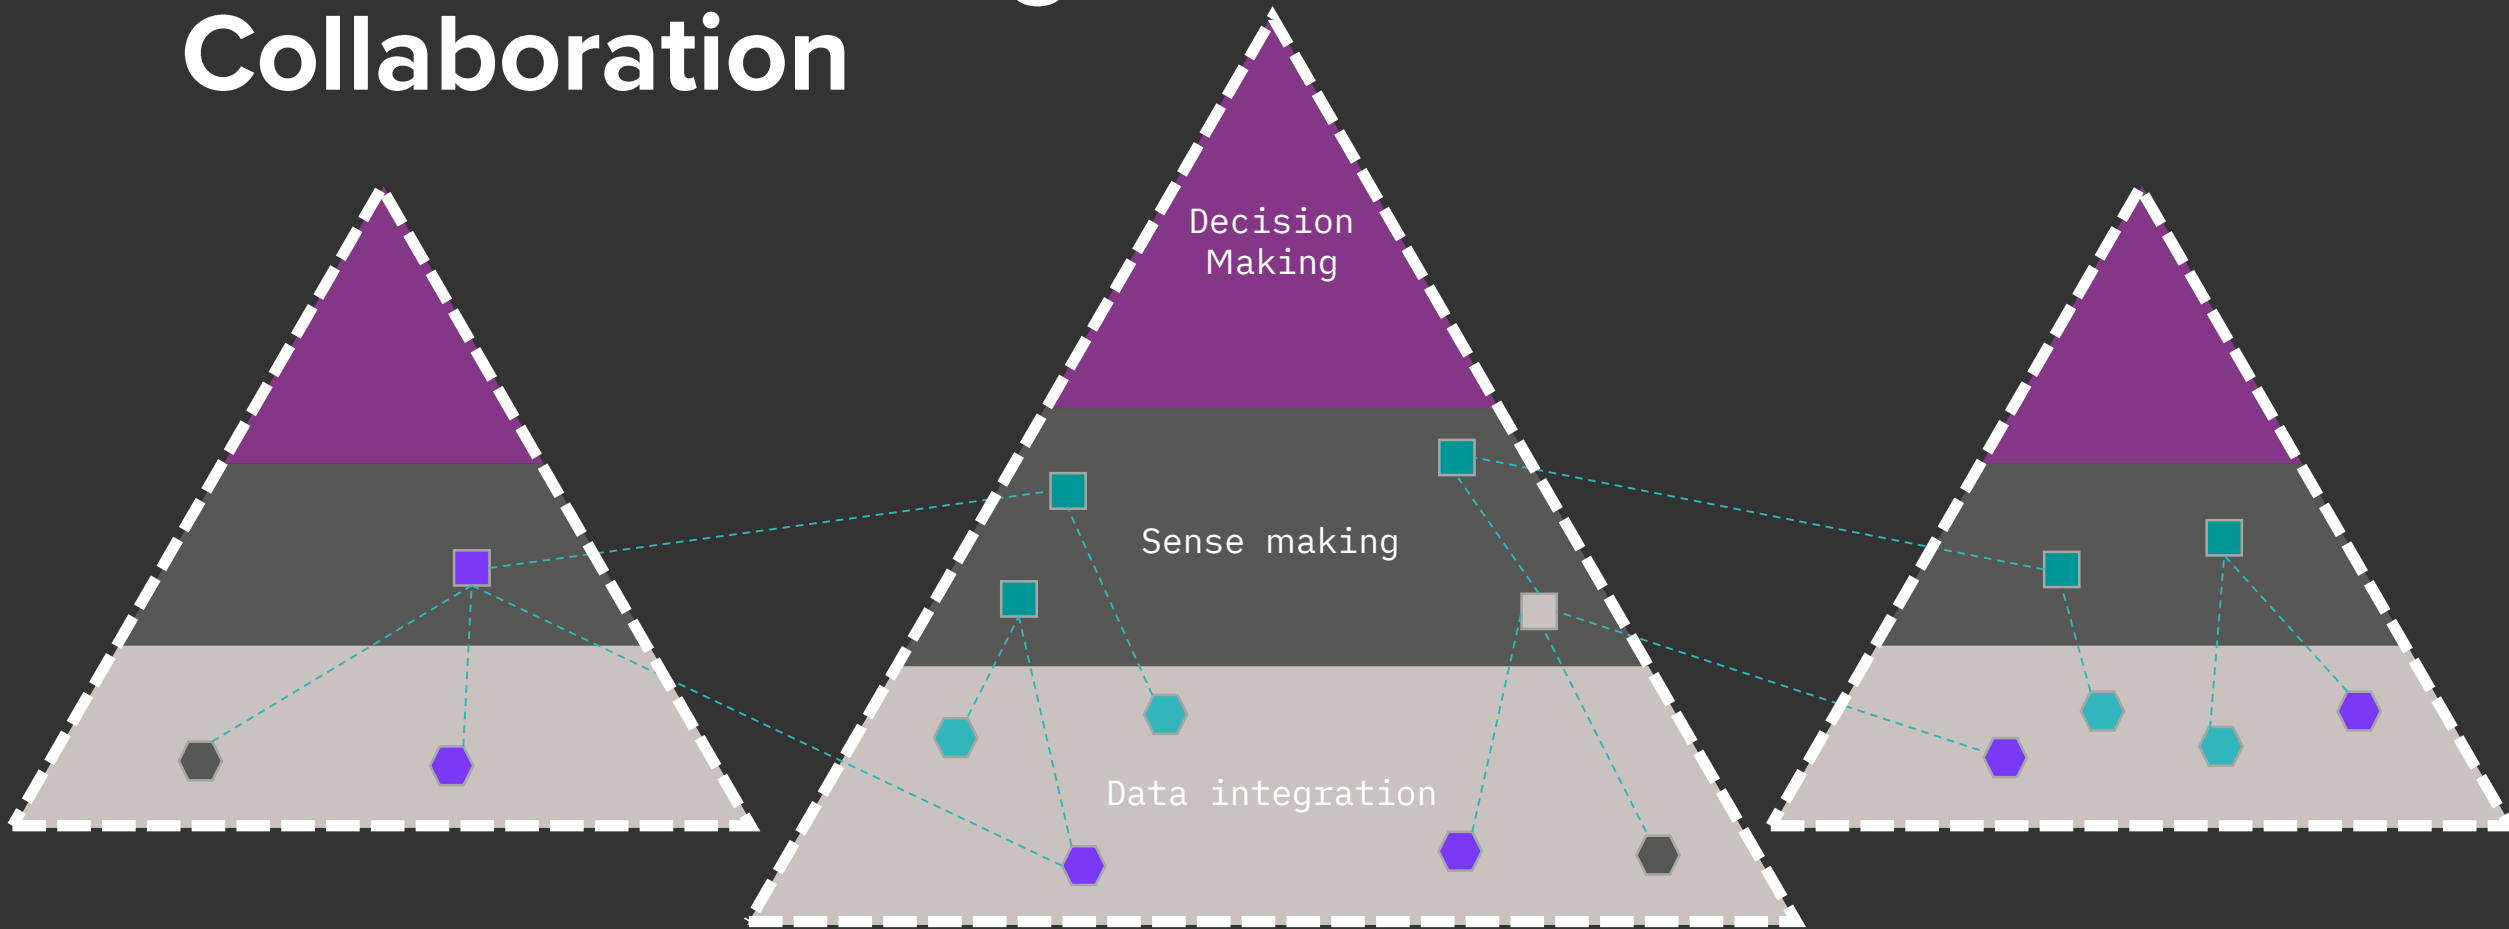 Collaboration
Decision
Making
Sense making
Data integration